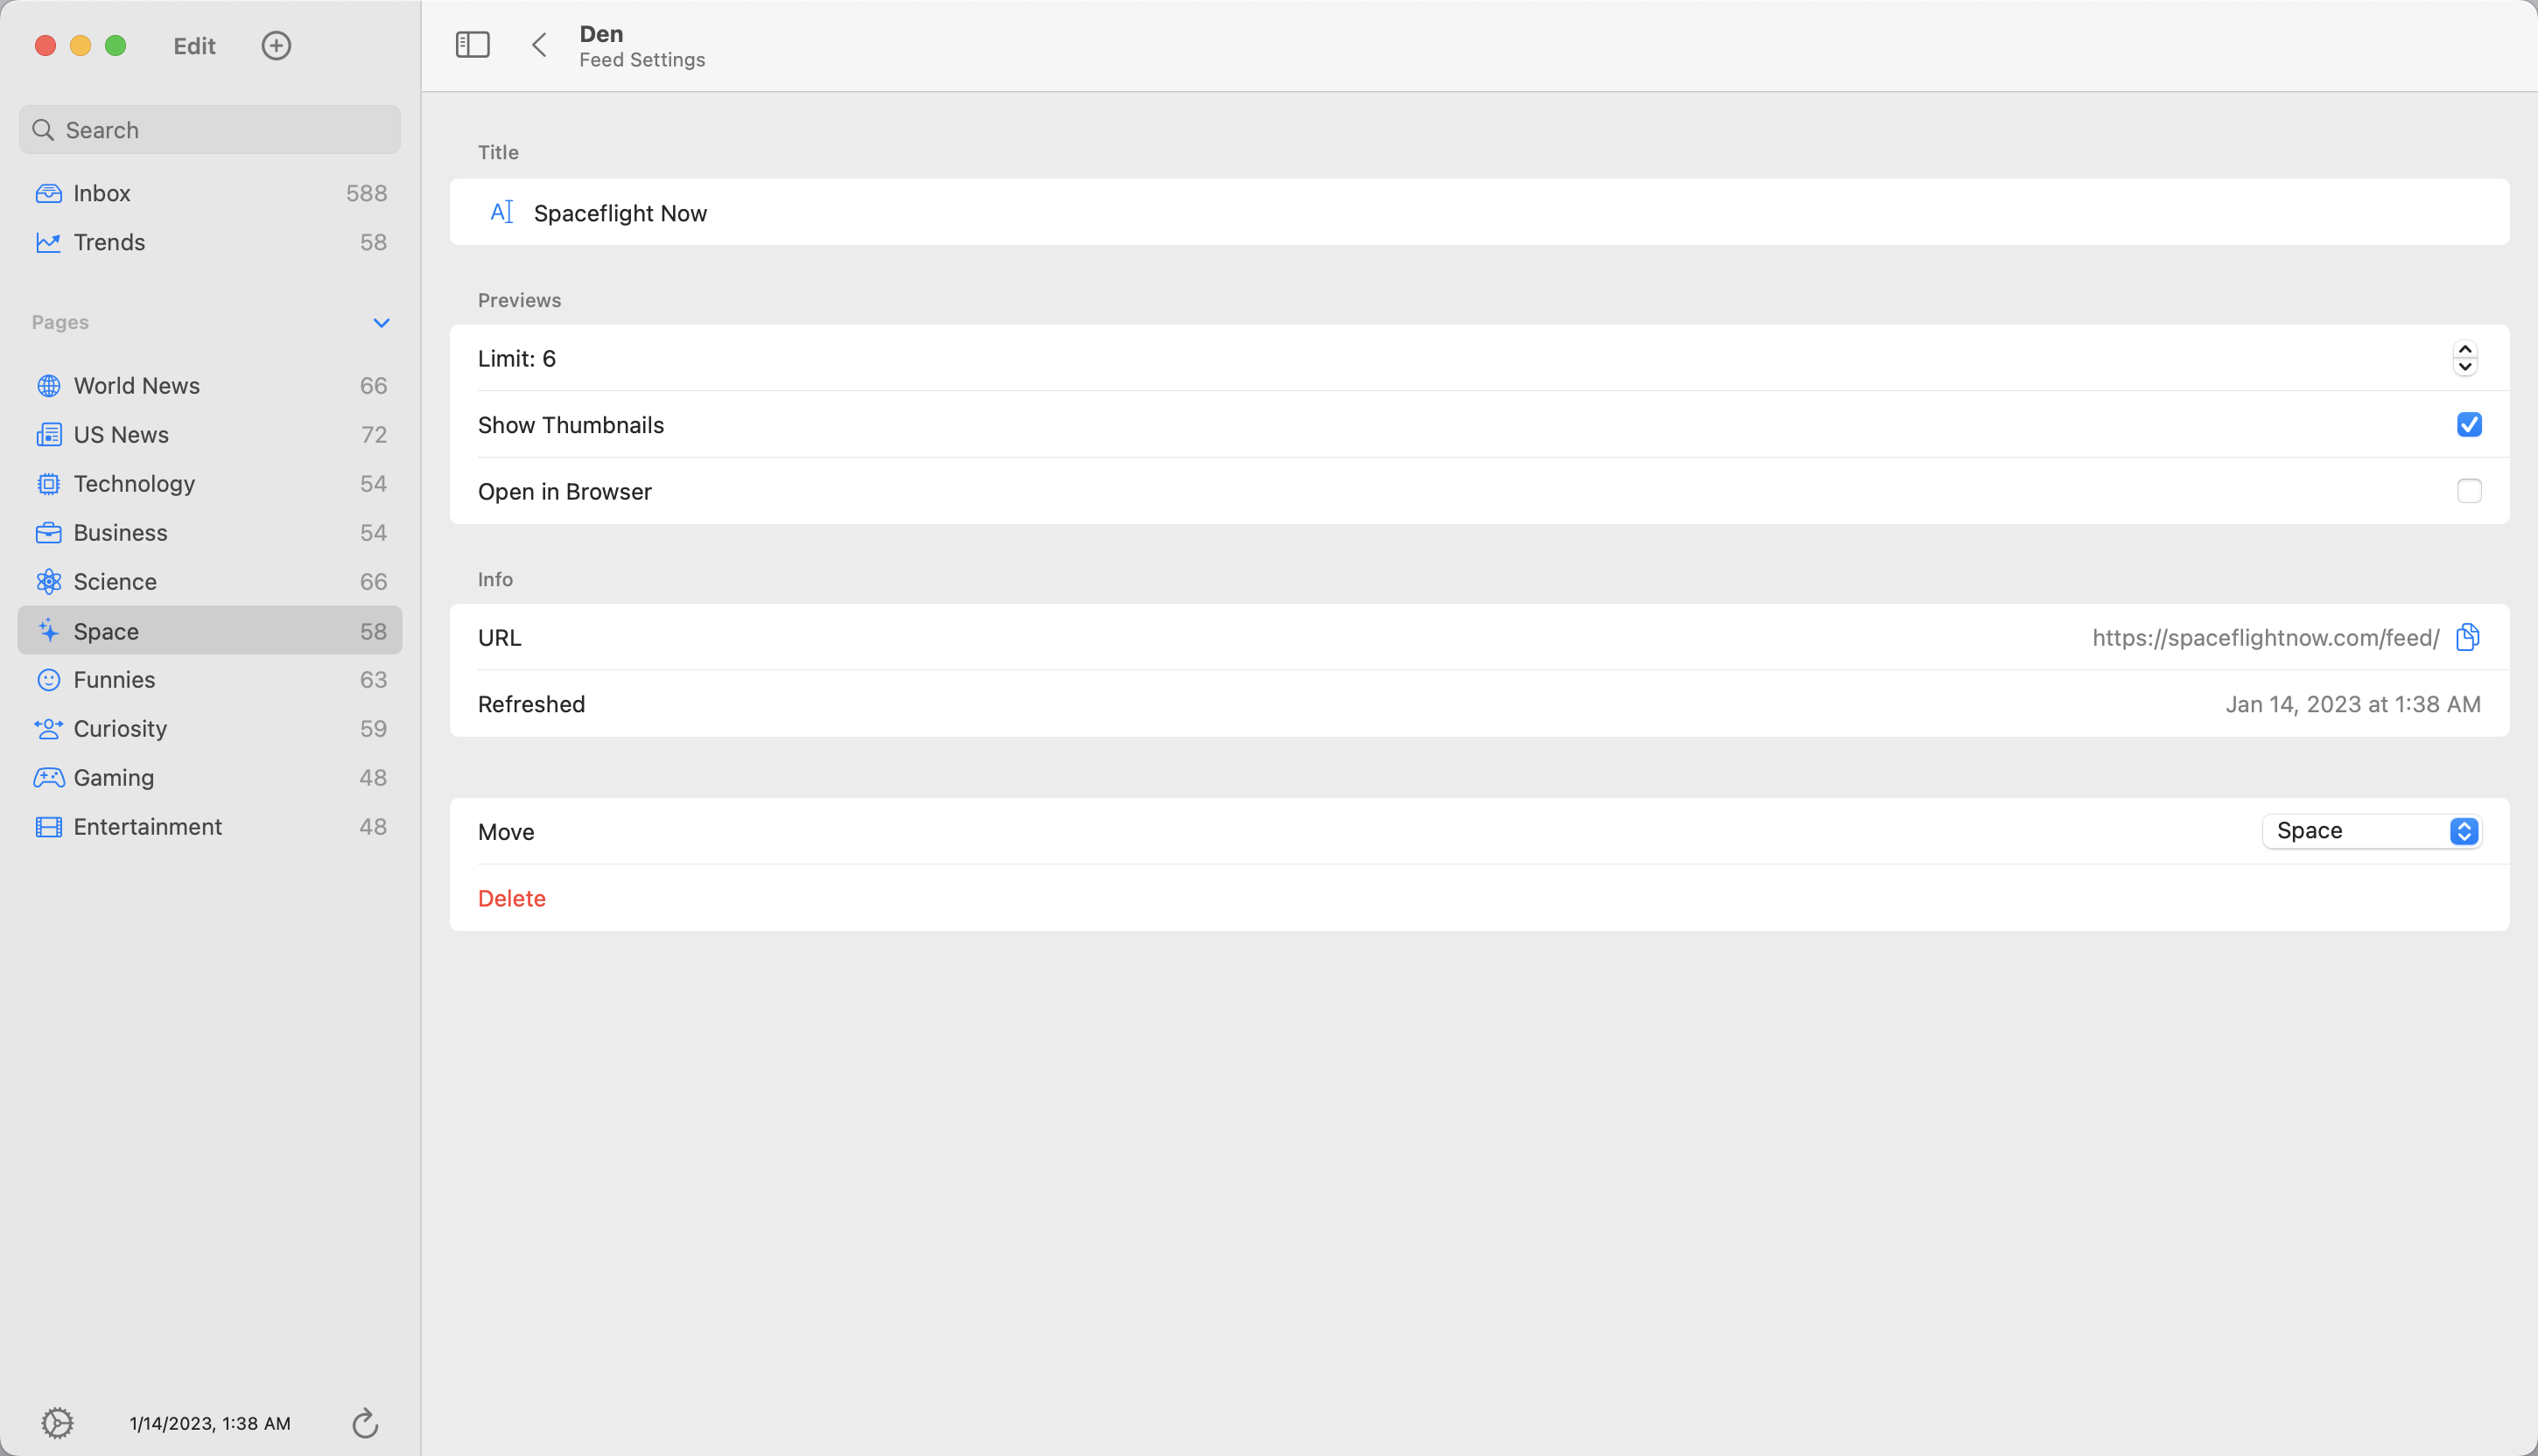 Edit
Search
Inbox 588
Trends 58
Pages
World News 66
US News 72
Technology 54
Business 54
Science 66
Space 58
Funnies 63
Curiosity 59
Gaming 48
Entertainment 48
1/14/2023, 1:38 AM
Den
Feed Settings
Title
Spaceflight Now
Previews
Limit: 6
Show Thumbnails
Open in Browser
Info
URL https://spaceflightnow.com/feed/
Refreshed Jan 14, 2023 at 1:38 AM
Move Space
Delete